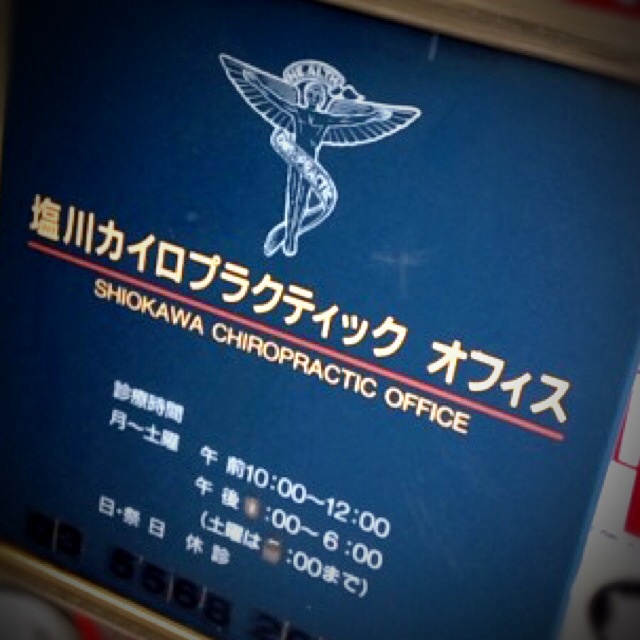 HEALTH
塩川カイロプラクティック オフィス
SHIOKAWA CHIROPRACTIC OFFICE
診療時間
月〜土曜 午前10:00〜12:00
午後 :00〜6:00
(土曜は :00まで)
日・祭日 休診